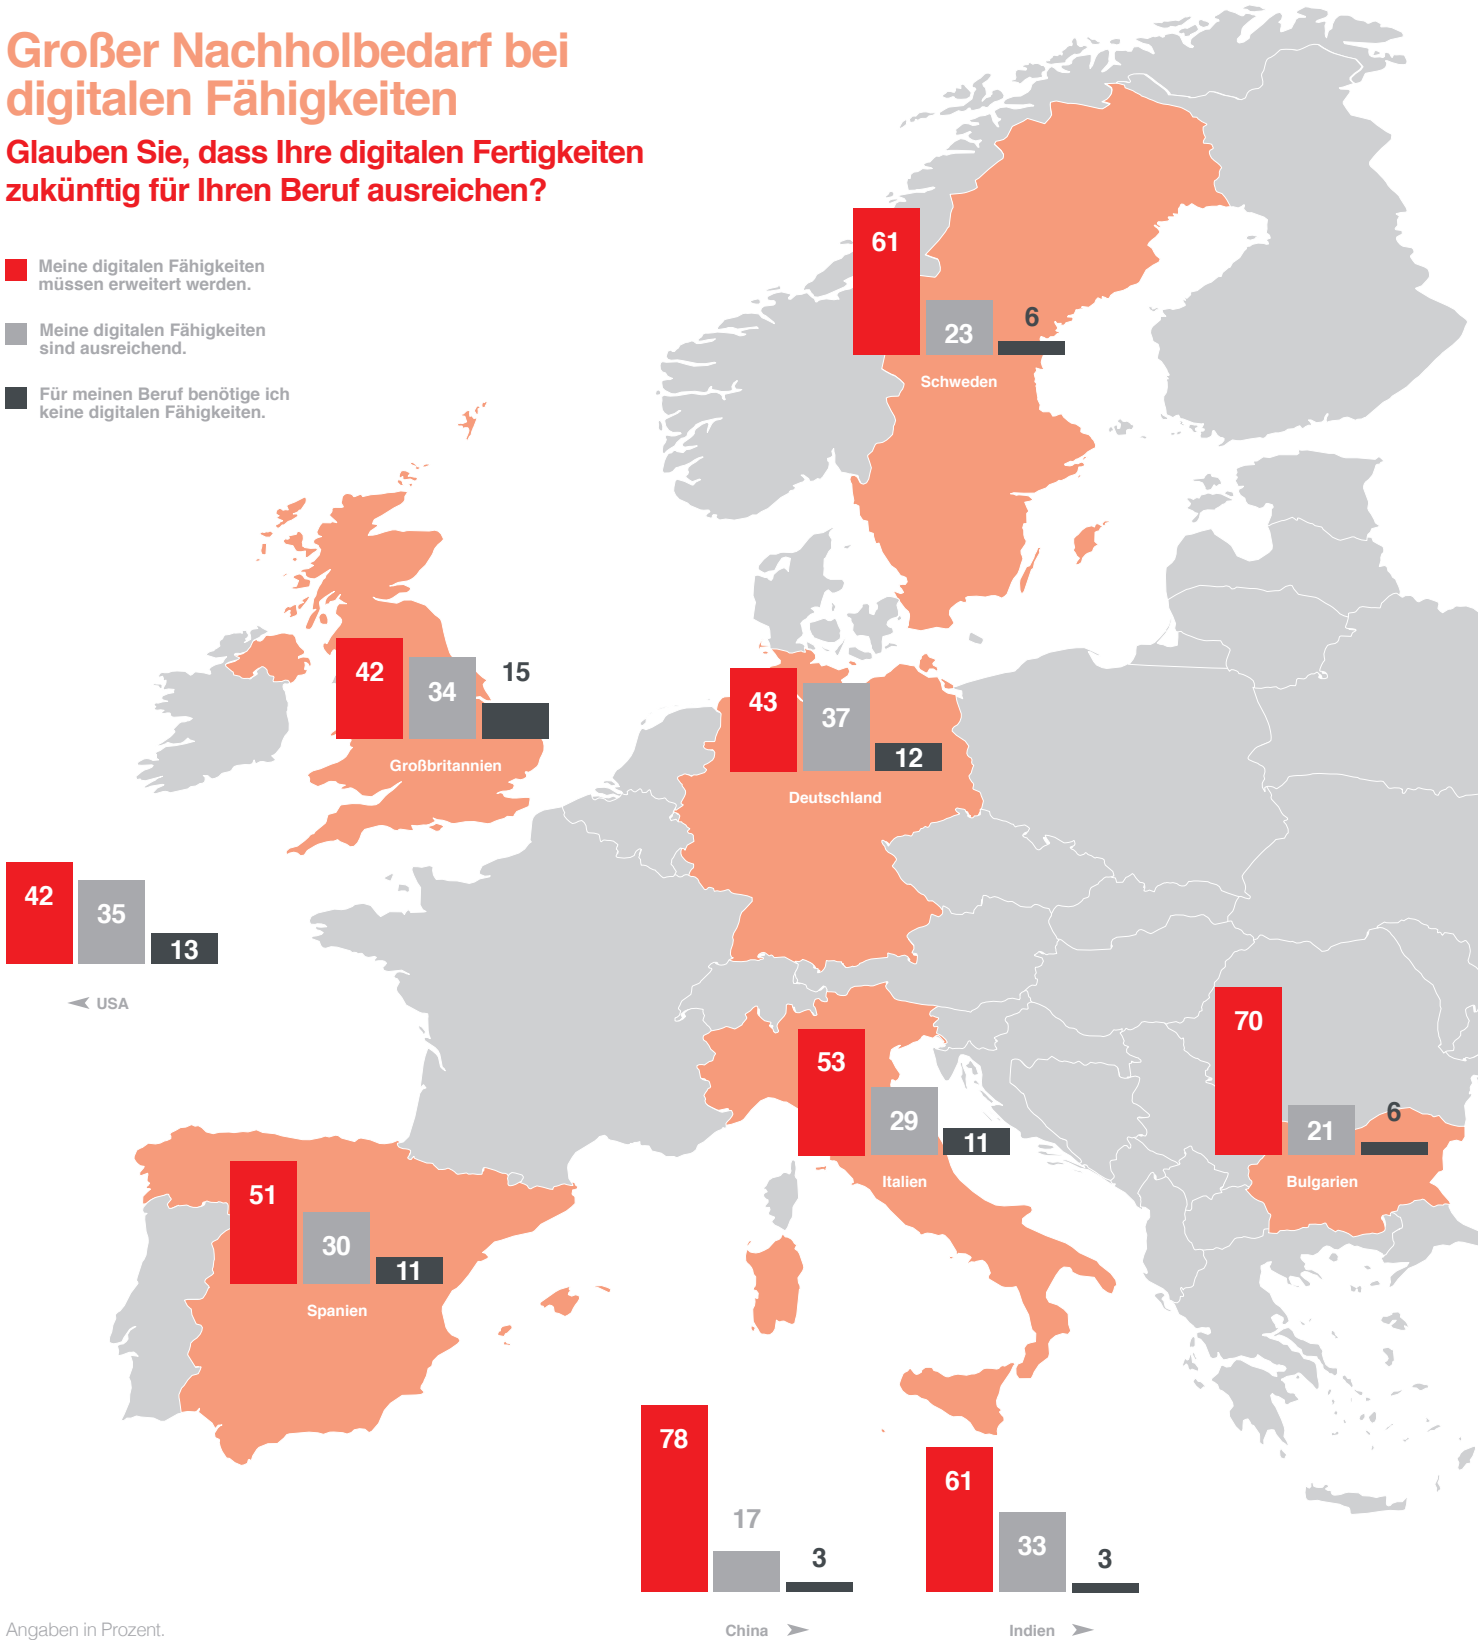 Großer Nachholbedarf bei
digitalen Fähigkeiten
Glauben Sie, dass Ihre digitalen Fertigkeiten
zukünftig für Ihren Beruf ausreichen?
Meine digitalen Fähigkeiten
müssen erweitert werden.
Meine digitalen Fähigkeiten
sind ausreichend.
Für meinen Beruf benötige ich
keine digitalen Fähigkeiten.
61
23
6
Schweden
42
34
15
Großbritannien
43
37
12
Deutschland
42
35
13
USA
53
29
11
Italien
70
21
6
Bulgarien
51
30
11
Spanien
78
17
3
China
61
33
3
Indien
Angaben in Prozent.